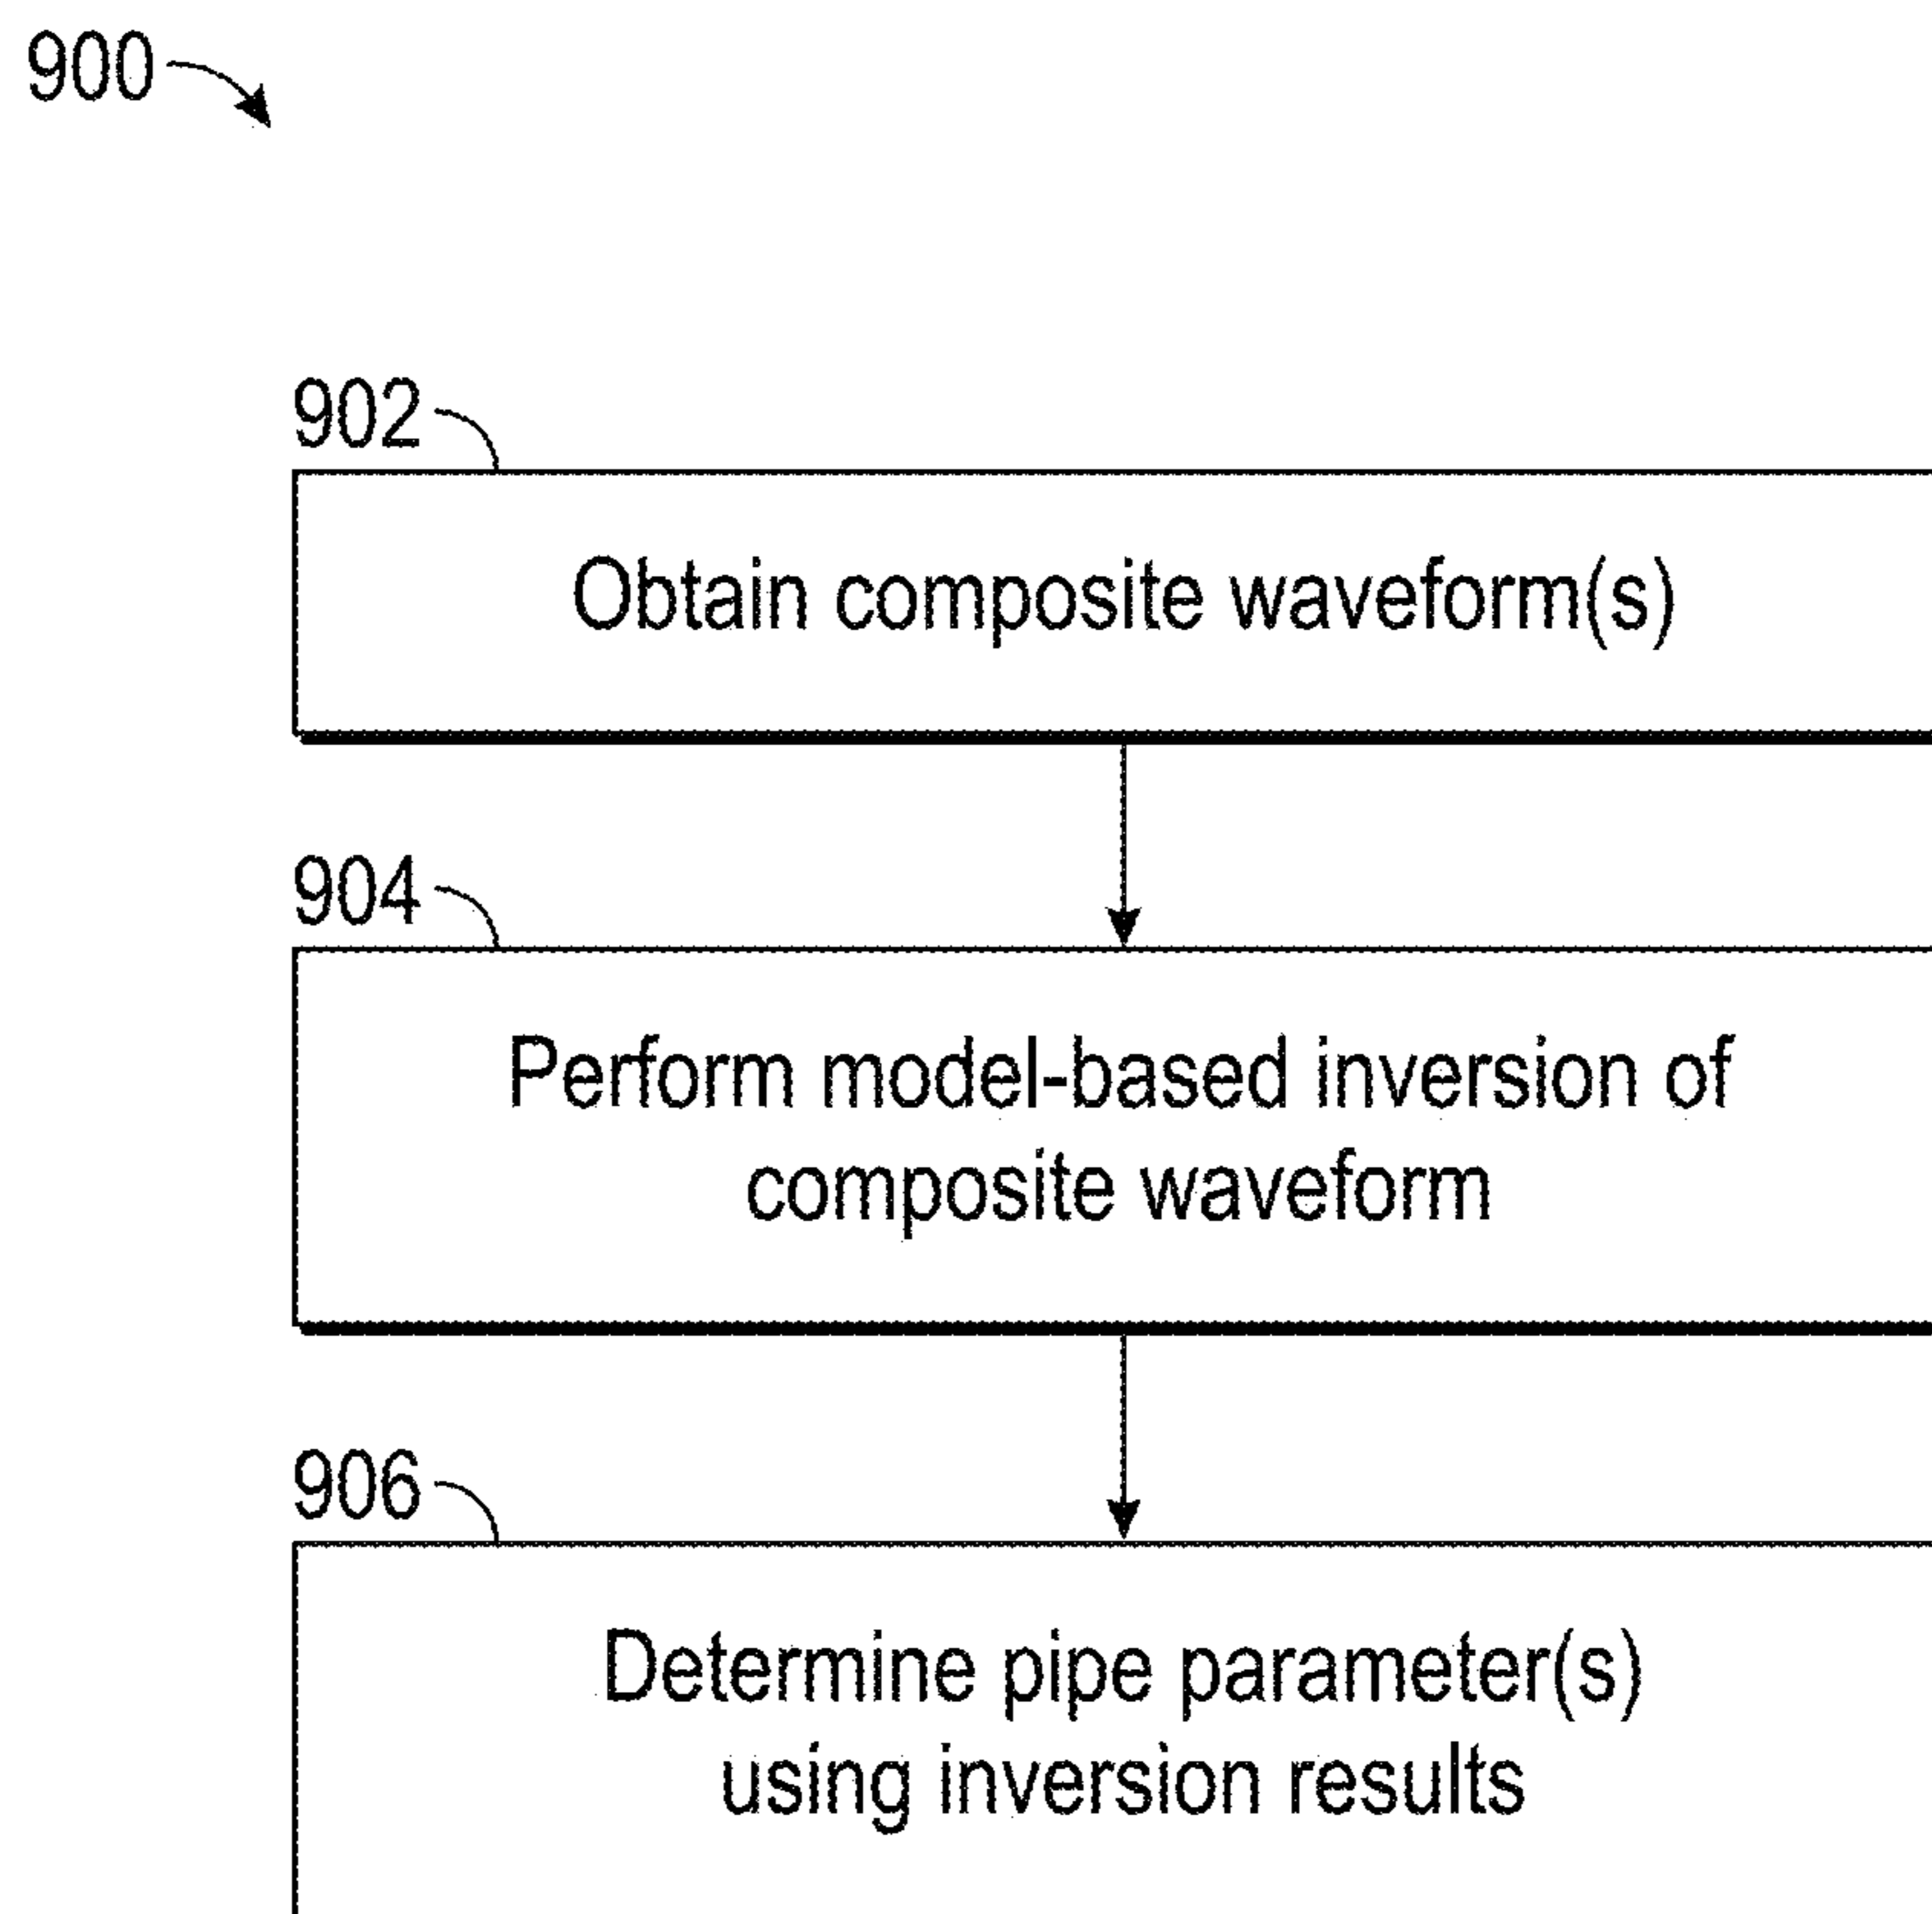 900
902
Obtain composite waveform(s)
904
Perform model-based inversion of
composite waveform
906
Determine pipe parameter(s)
using inversion results